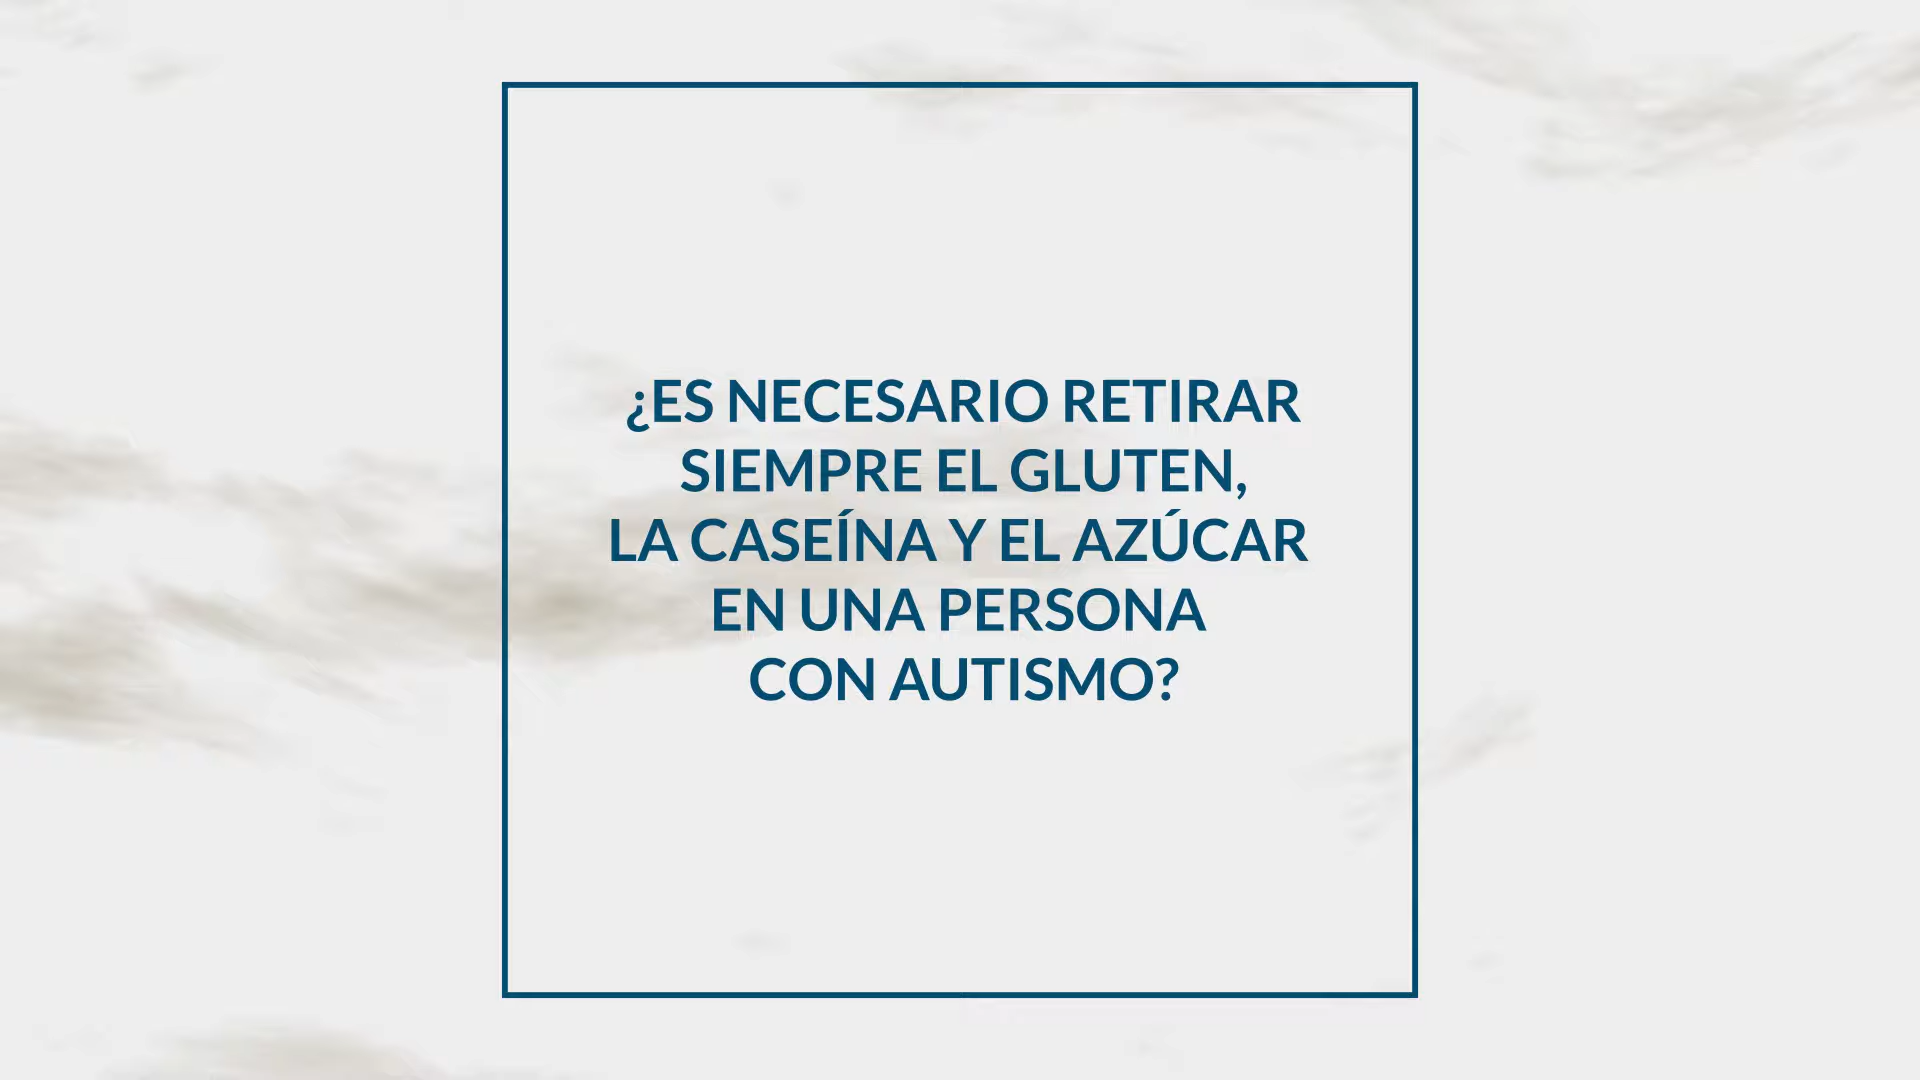 ¿ES NECESARIO RETIRAR
SIEMPRE EL GLUTEN,
LA CASEÍNA Y EL AZÚCAR
EN UNA PERSONA
CON AUTISMO?